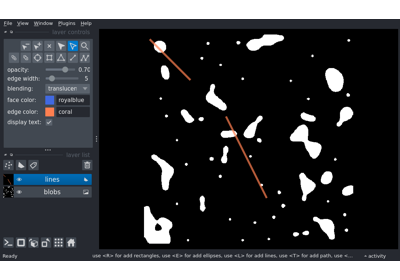 File View Window Plugins Help
layer controls
opacity: 0.70
edge width: 5
blending: translucen
face color: royalblue
edge color: coral
display text:
layer list
lines
blobs
Ready use <R> for add rectangles, use <E> for add ellipses, use <L> for add lines, use <T> for add path, use <... activity